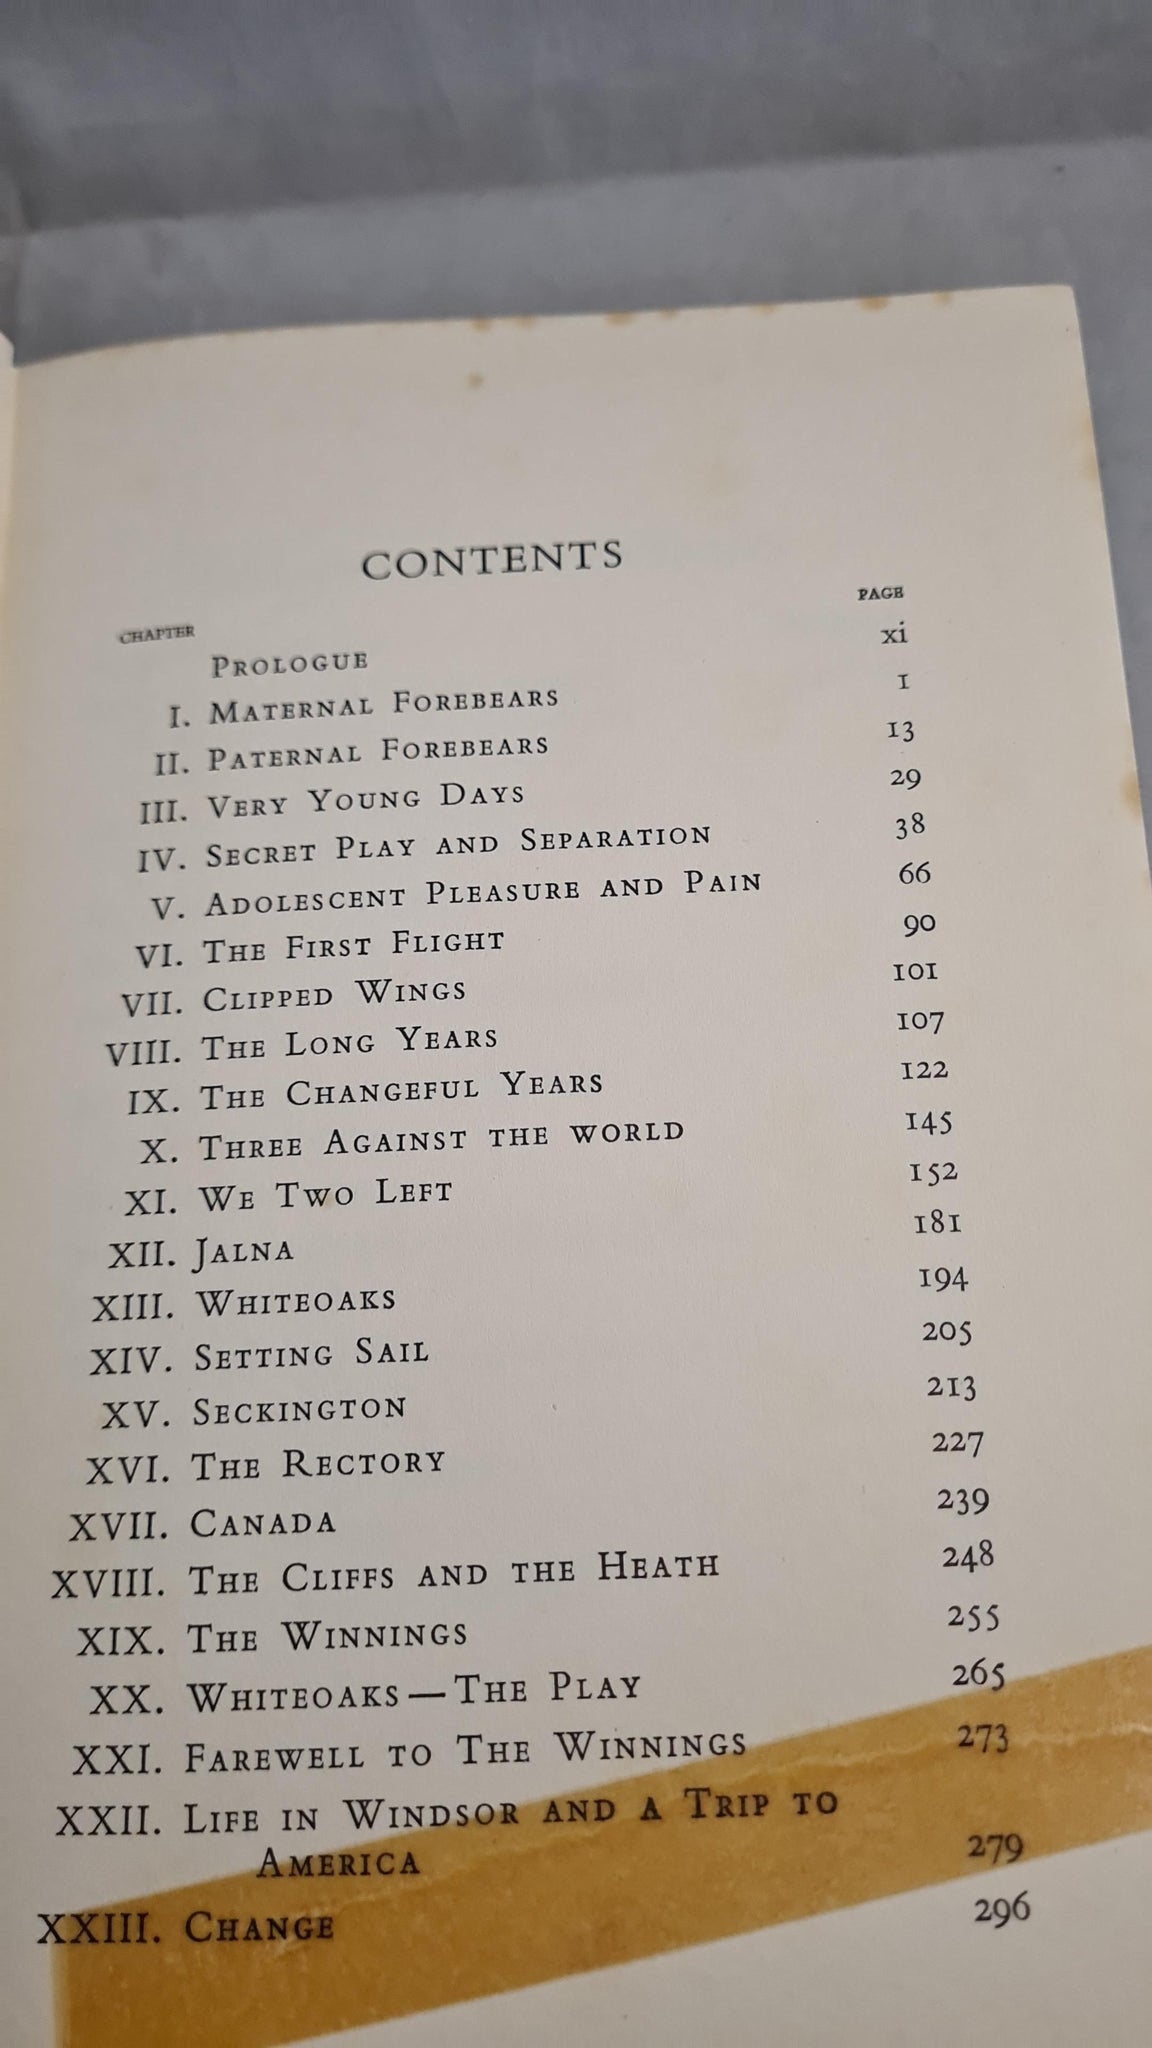 CONTENTS
CHAPTER PAGE
PROLOGUE xi
I. MATERNAL FOREBEARS 1
II. PATERNAL FOREBEARS 13
III. VERY YOUNG DAYS 29
IV. SECRET PLAY AND SEPARATION 38
V. ADOLESCENT PLEASURE AND PAIN 66
VI. THE FIRST FLIGHT 90
VII. CLIPPED WINGS 101
VIII. THE LONG YEARS 107
IX. THE CHANGEFUL YEARS 122
X. THREE AGAINST THE WORLD 145
XI. WE TWO LEFT 152
XII. JALNA 181
XIII. WHITEOAKS 194
XIV. SETTING SAIL 205
XV. SECKINGTON 213
XVI. THE RECTORY 227
XVII. CANADA 239
XVIII. THE CLIFFS AND THE HEATH 248
XIX. THE WINNINGS 255
XX. WHITEOAKS—THE PLAY 265
XXI. FAREWELL TO THE WINNINGS 273
XXII. LIFE IN WINDSOR AND A TRIP TO
AMERICA 279
XXIII. CHANGE 296